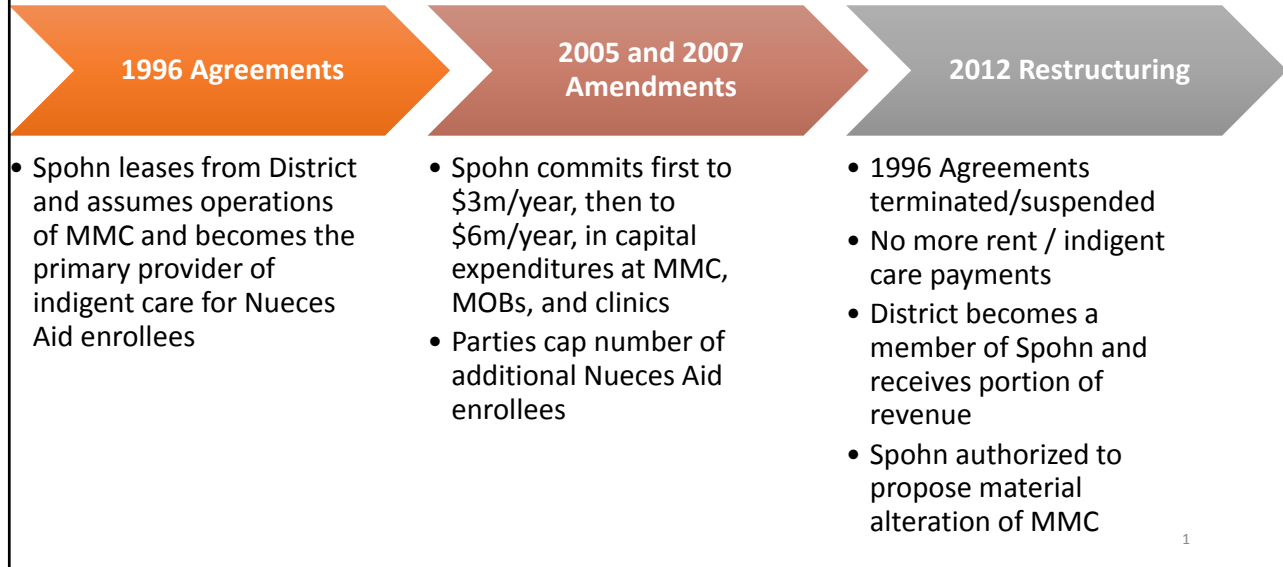 1996 Agreements
• Spohn leases from District
and assumes operations
of MMC and becomes the
primary provider of
indigent care for Nueces
Aid enrollees
2005 and 2007
Amendments
• Spohn commits first to
$3m/year, then to
$6m/year, in capital
expenditures at MMC,
MOBs, and clinics
• Parties cap number of
additional Nueces Aid
enrollees
2012 Restructuring
• 1996 Agreements
terminated/suspended
• No more rent / indigent
care payments
• District becomes a
member of Spohn and
receives portion of
revenue
• Spohn authorized to
propose material
alteration of MMC
1